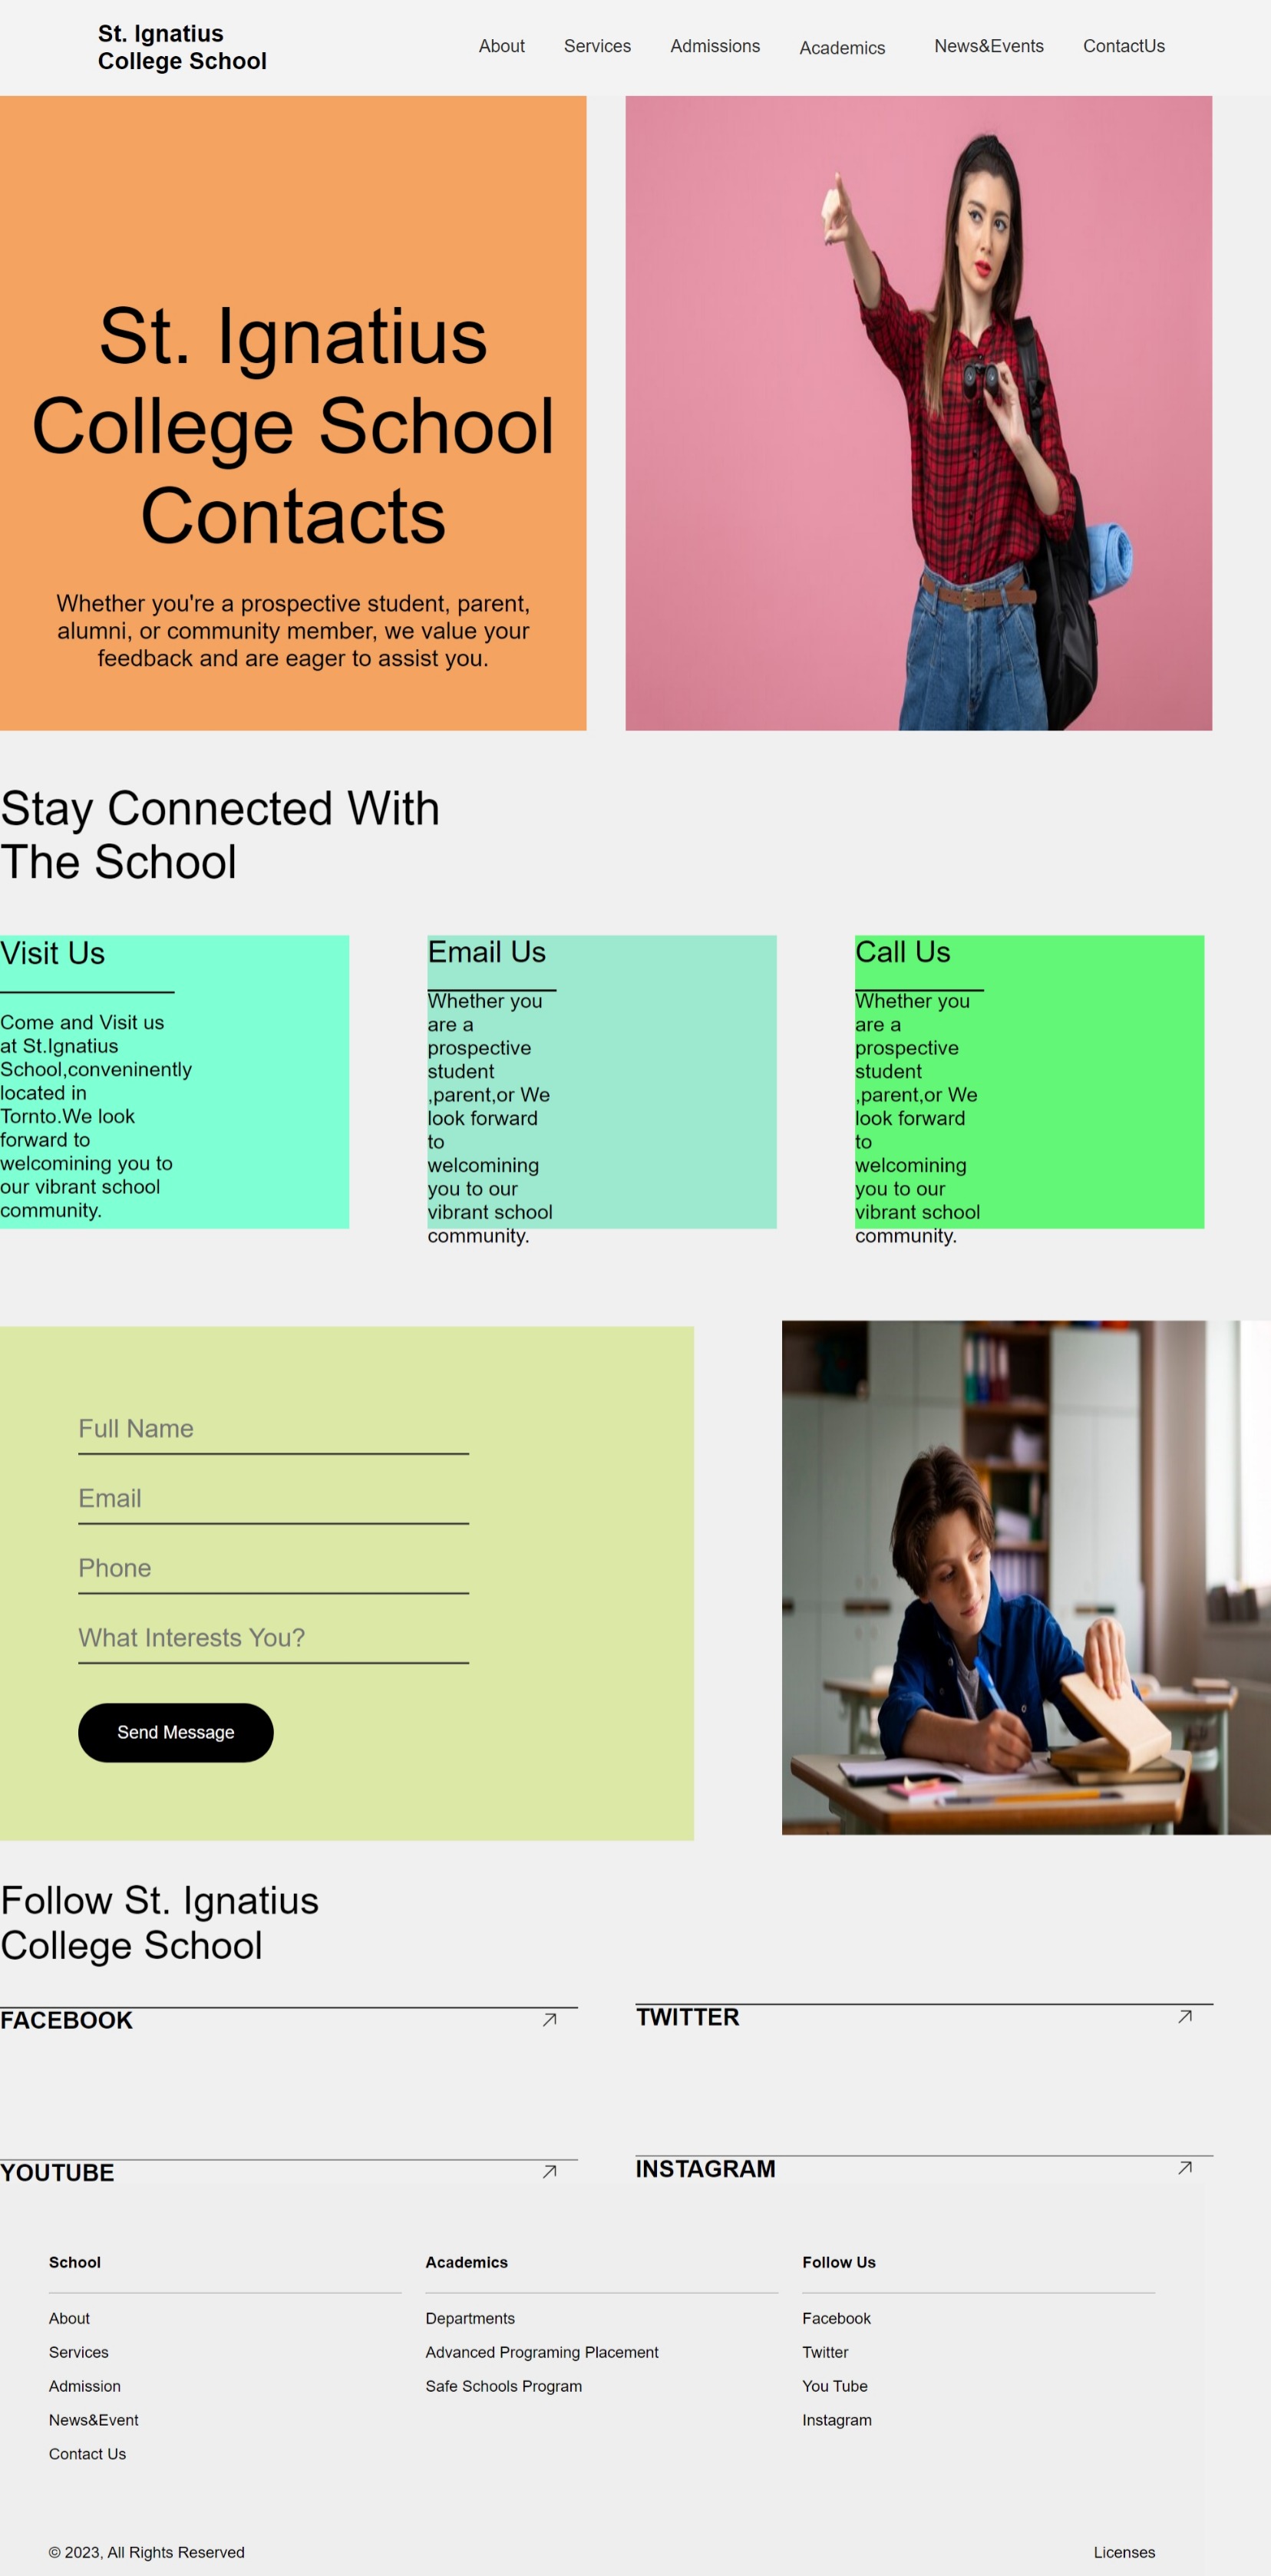 St. Ignatius
College School
About
Services
Admissions
Academics
News&Events
ContactUs
St. Ignatius
College School
Contacts
Whether you're a prospective student, parent,
alumni, or community member, we value your
feedback and are eager to assist you.
Stay Connected With
The School
Visit Us
Come and Visit us
at St.Ignatius
School,conveninently
located in
Tornto.We look
forward to
welcomining you to
our vibrant school
community.
Email Us
Whether you
are a
prospective
student
,parent,or We
look forward
to
welcomining
you to our
vibrant school
community.
Call Us
Whether you
are a
prospective
student
,parent,or We
look forward
to
welcomining
you to our
vibrant school
community.
Full Name
Email
Phone
What Interests You?
Send Message
Follow St. Ignatius
College School
FACEBOOK
TWITTER
YOUTUBE
INSTAGRAM
School
About
Services
Admission
News&Event
Contact Us
Academics
Departments
Advanced Programing Placement
Safe Schools Program
Follow Us
Facebook
Twitter
You Tube
Instagram
© 2023, All Rights Reserved
Licenses